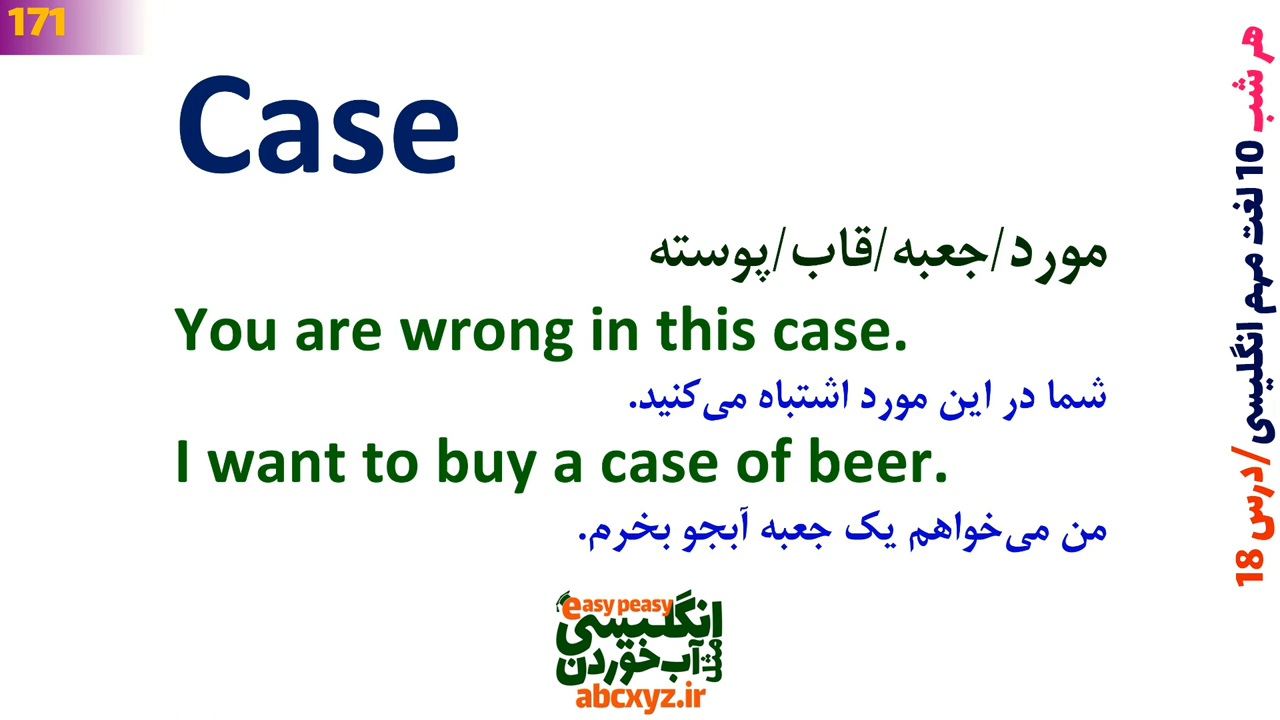 171
Case
مورد/جعبه/قاب/پوسته
You are wrong in this case.
شما در این مورد اشتباه می‌کنید.
I want to buy a case of beer.
من می‌خواهم یک جعبه آبجو بخرم.
هر شب 10 لغت مهم انگلیسی/درس 18
easy peasy
انگلیسی
مثل آب خوردن
abcxyz.ir